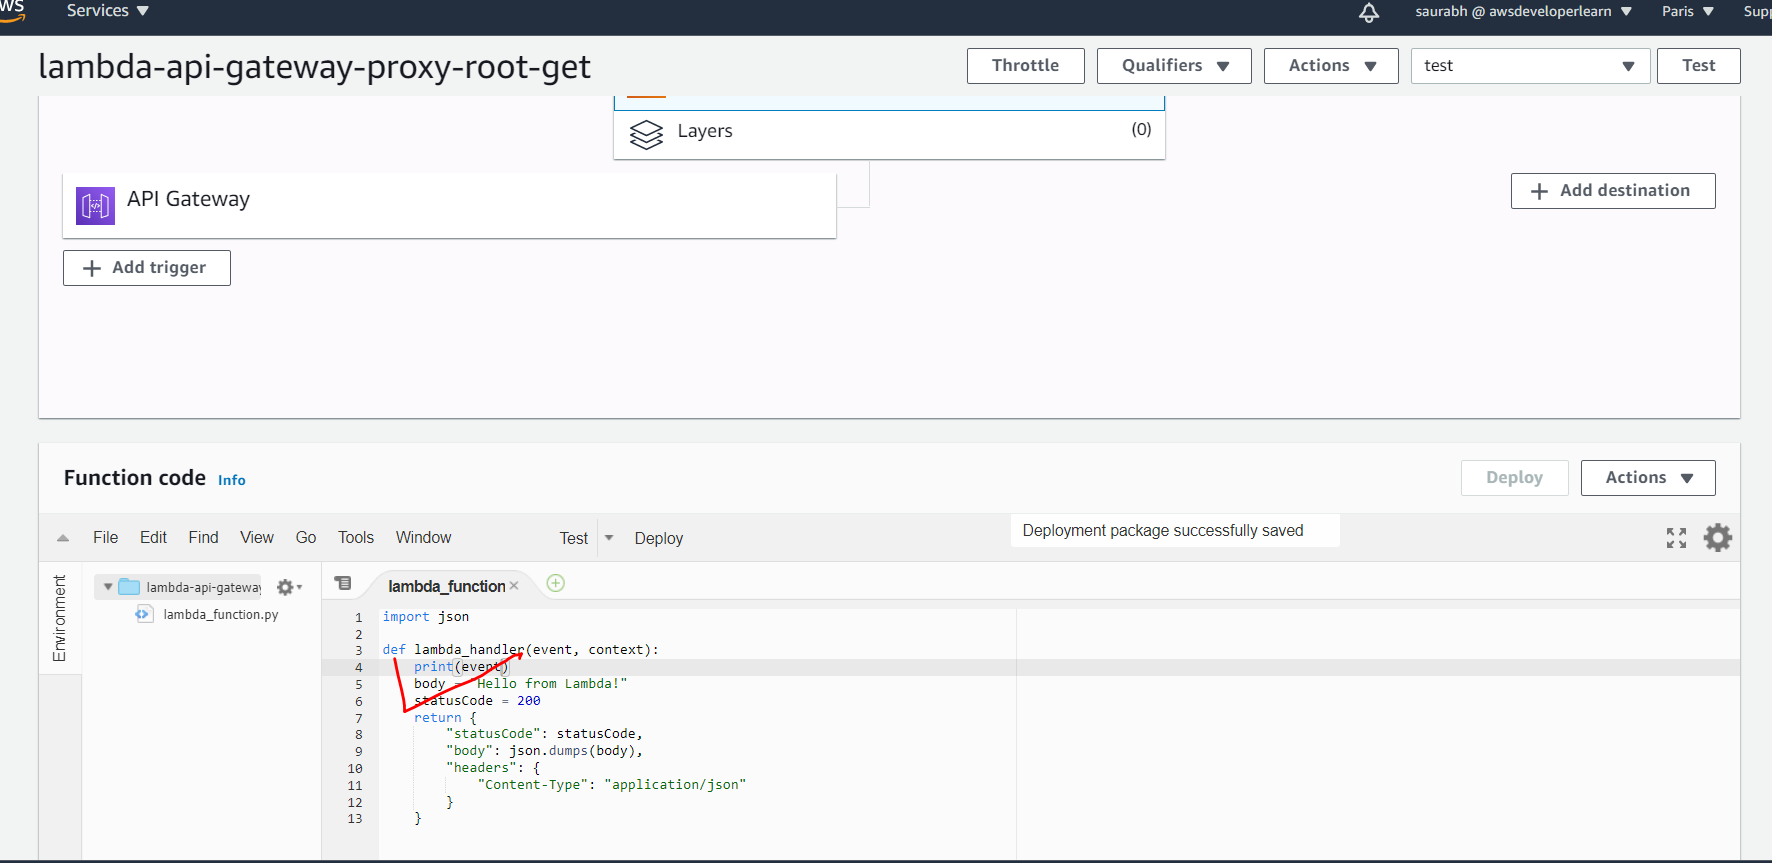 Services
saurabh @ awsdeveloperlearn Paris
lambda-api-gateway-proxy-root-get
Throttle Qualifiers Actions test Test
Layers (0)
API Gateway
+ Add destination
+ Add trigger
Function code Info
Deploy Actions
File Edit Find View Go Tools Window Test Deploy
Deployment package successfully saved
Environment
lambda-api-gateway
lambda_function.py
lambda_function ×
1 import json
2
3 def lambda_handler(event, context):
4 print(event)
5 body = "Hello from Lambda!"
6 statusCode = 200
7 return {
8 "statusCode": statusCode,
9 "body": json.dumps(body),
10 "headers": {
11 "Content-Type": "application/json"
12 }
13 }